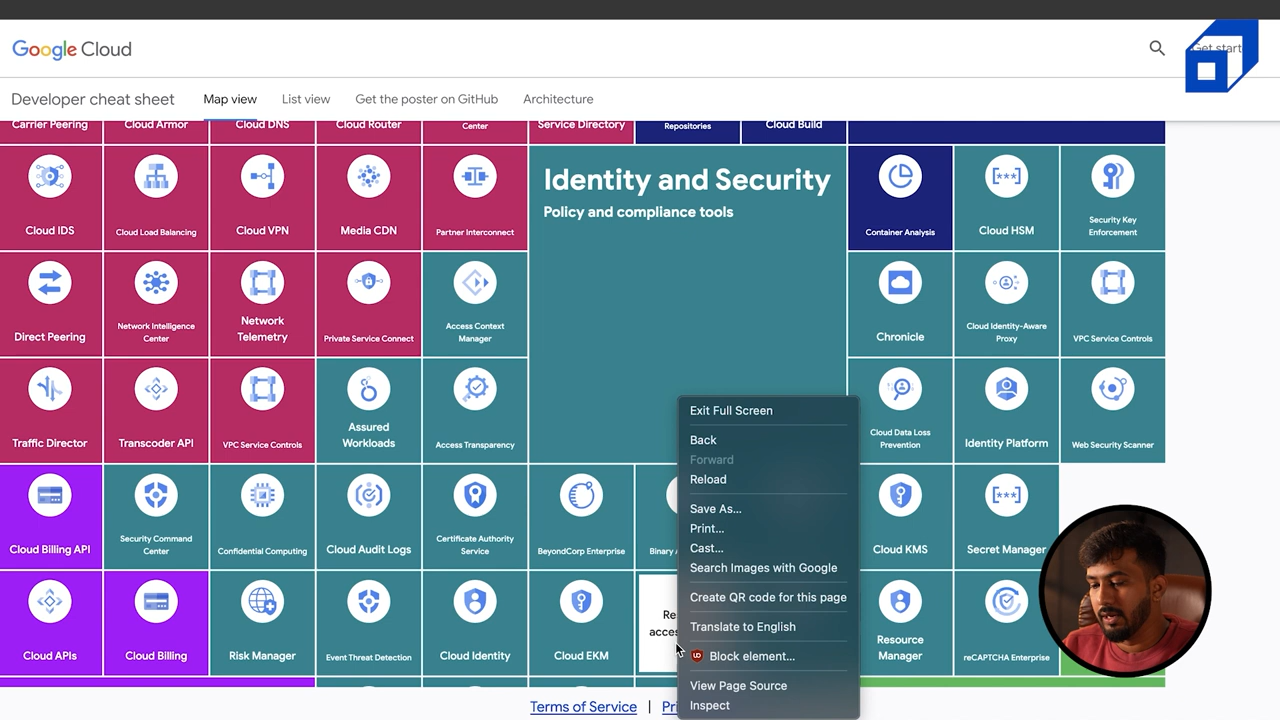 Google Cloud
Get start
Developer cheat sheet
Map view
List view
Get the poster on GitHub
Architecture
Carrier Peering
Cloud Armor
Cloud DNS
Cloud Router
Center
Service Directory
Repositories
Cloud Build
Cloud IDS
Cloud Load Balancing
Cloud VPN
Media CDN
Partner Interconnect
Identity and Security
Policy and compliance tools
Container Analysis
Cloud HSM
Security Key
Enforcement
Direct Peering
Network Intelligence
Center
Network
Telemetry
Private Service Connect
Access Context
Manager
Chronicle
Cloud Identity-Aware
Proxy
VPC Service Controls
Traffic Director
Transcoder API
VPC Service Controls
Assured
Workloads
Access Transparency
Cloud Data Loss
Prevention
Identity Platform
Web Security Scanner
Cloud Billing API
Security Command
Center
Confidential Computing
Cloud Audit Logs
Certificate Authority
Service
BeyondCorp Enterprise
Binary A
Cloud KMS
Secret Manager
Cloud APIs
Cloud Billing
Risk Manager
Event Threat Detection
Cloud Identity
Cloud EKM
Re
acces
Resource
Manager
reCAPTCHA Enterprise
Exit Full Screen
Back
Forward
Reload
Save As...
Print...
Cast...
Search Images with Google
Create QR code for this page
Translate to English
Block element...
View Page Source
Inspect
Terms of Service | Pri